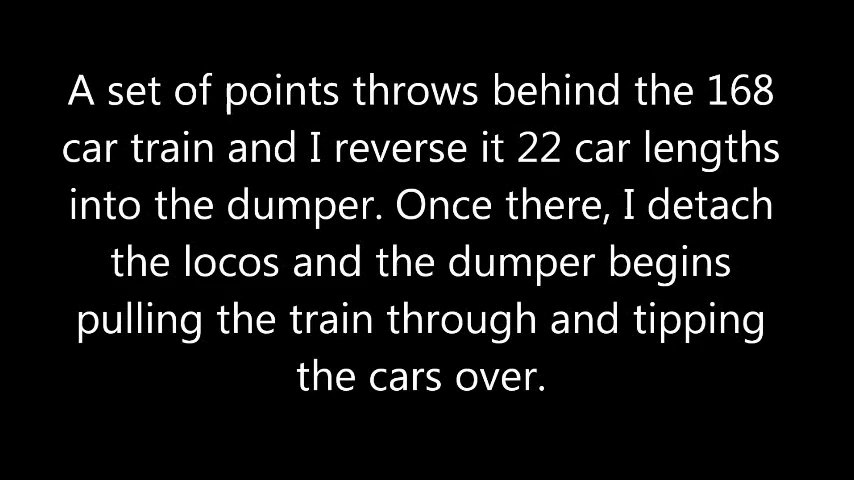 A set of points throws behind the 168
car train and I reverse it 22 car lengths
into the dumper. Once there, I detach
the locos and the dumper begins
pulling the train through and tipping
the cars over.